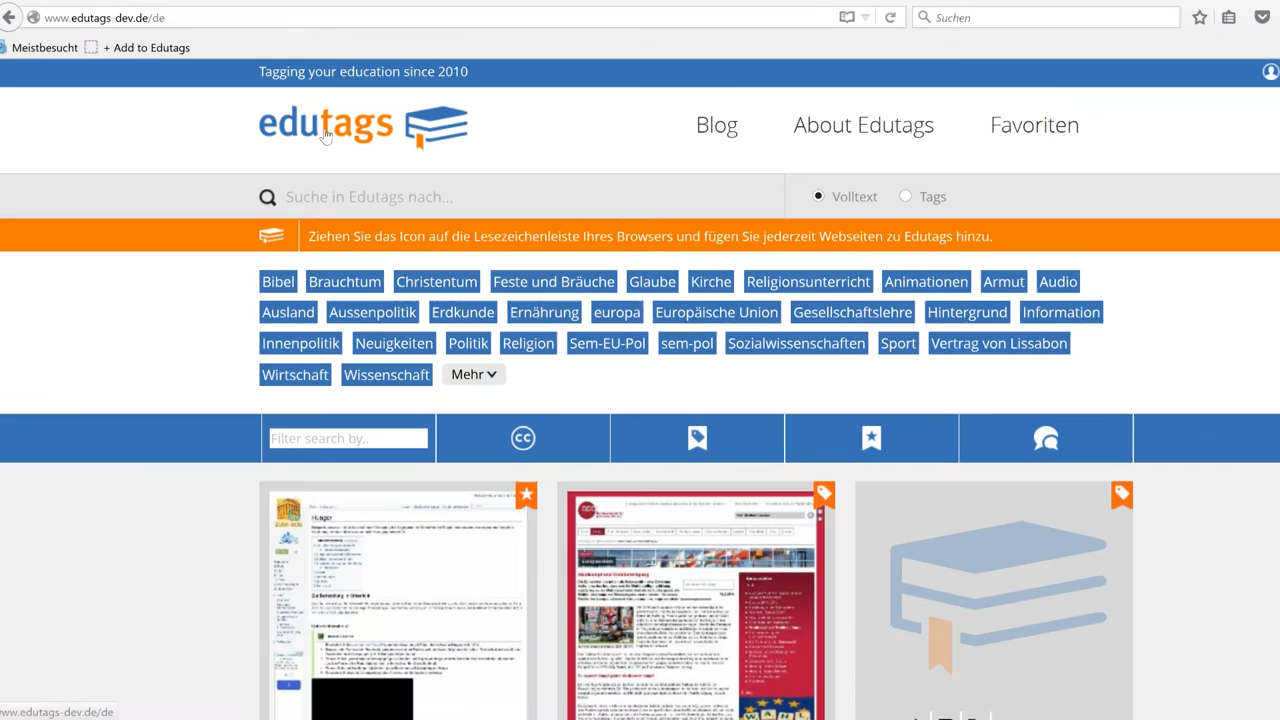 www.edutags-dev.de/de
Suchen
Meistbesucht
+ Add to Edutags
Tagging your education since 2010
edutags
Blog
About Edutags
Favoriten
Suche in Edutags nach...
Volltext
Tags
Ziehen Sie das Icon auf die Lesezeichenleiste Ihres Browsers und fügen Sie jederzeit Webseiten zu Edutags hinzu.
Bibel Brauchtum Christentum Feste und Bräuche Glaube Kirche Religionsunterricht Animationen Armut Audio
Ausland Aussenpolitik Erdkunde Ernährung europa Europäische Union Gesellschaftslehre Hintergrund Information
Innenpolitik Neuigkeiten Politik Religion Sem-EU-Pol sem-pol Sozialwissenschaften Sport Vertrag von Lissabon
Wirtschaft Wissenschaft Mehr
Filter search by..
cc
Hunger
WAHL
www.edutags-dev.de/de